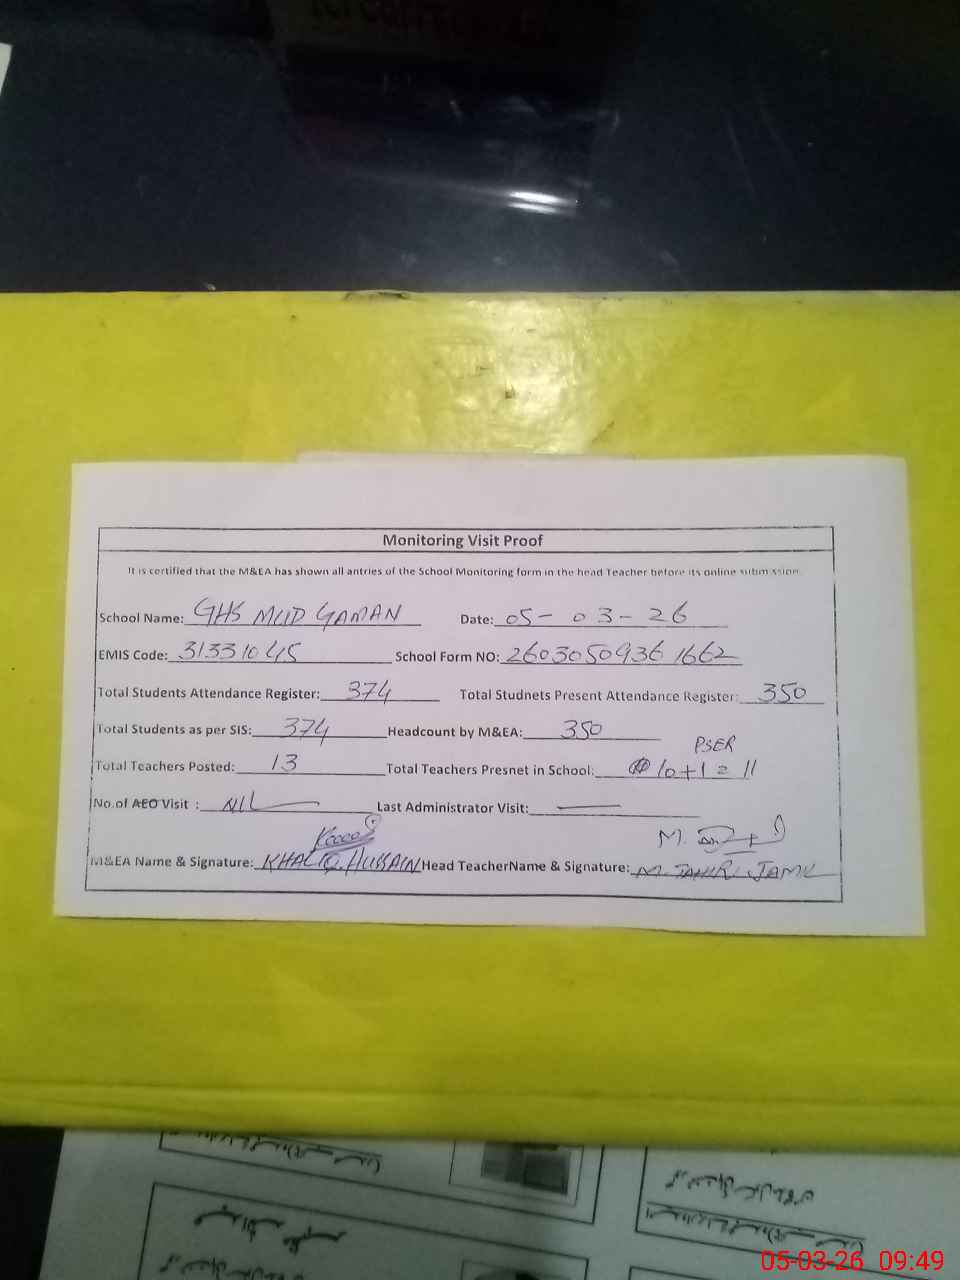 Monitoring Visit Proof
It is certified that the M&EA has shown all antries of the School Monitoring form in the head Teacher before its online submission.
School Name: GHS MUD GAMAN Date: 05-03-26
EMIS Code: 31331045 School Form NO: 26030509361662
Total Students Attendance Register: 374 Total Studnets Present Attendance Register: 350
Total Students as per SIS: 374 Headcount by M&EA: 350
PSER
Total Teachers Posted: 13 Total Teachers Presnet in School: 10+1=11
No.of AEO Visit : NIL Last Administrator Visit:
M&EA Name & Signature: KHALIQ HUSSAIN Head TeacherName & Signature: M. TAHIR JAMIL
05-03-26 09:49